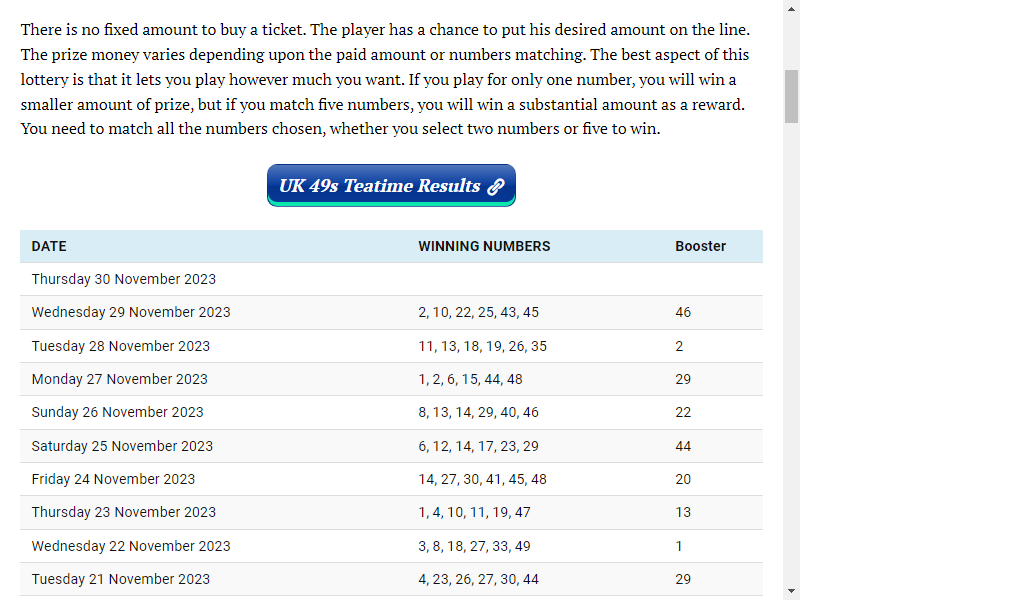 There is no fixed amount to buy a ticket. The player has a chance to put his desired amount on the line.
The prize money varies depending upon the paid amount or numbers matching. The best aspect of this
lottery is that it lets you play however much you want. If you play for only one number, you will win a
smaller amount of prize, but if you match five numbers, you will win a substantial amount as a reward.
You need to match all the numbers chosen, whether you select two numbers or five to win.
UK 49s Teatime Results
DATE WINNING NUMBERS Booster
Thursday 30 November 2023
Wednesday 29 November 2023 2, 10, 22, 25, 43, 45 46
Tuesday 28 November 2023 11, 13, 18, 19, 26, 35 2
Monday 27 November 2023 1, 2, 6, 15, 44, 48 29
Sunday 26 November 2023 8, 13, 14, 29, 40, 46 22
Saturday 25 November 2023 6, 12, 14, 17, 23, 29 44
Friday 24 November 2023 14, 27, 30, 41, 45, 48 20
Thursday 23 November 2023 1, 4, 10, 11, 19, 47 13
Wednesday 22 November 2023 3, 8, 18, 27, 33, 49 1
Tuesday 21 November 2023 4, 23, 26, 27, 30, 44 29